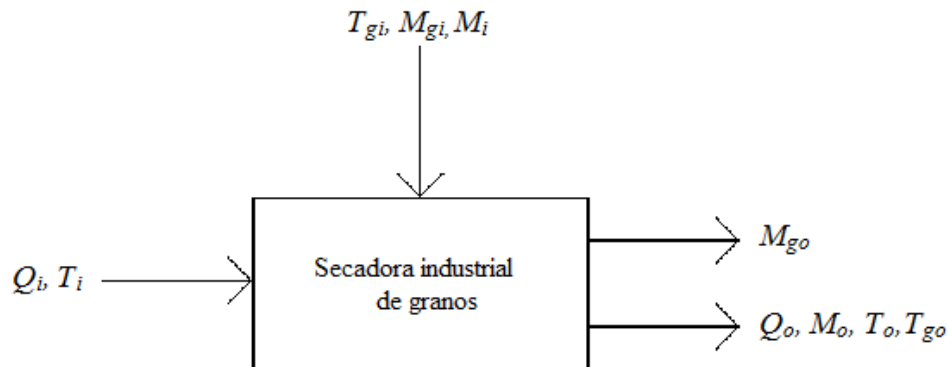 Tgi, Mgi, Mi
Qi, Ti
Secadora industrial
de granos
Mgo
Qo, Mo, To, Tgo